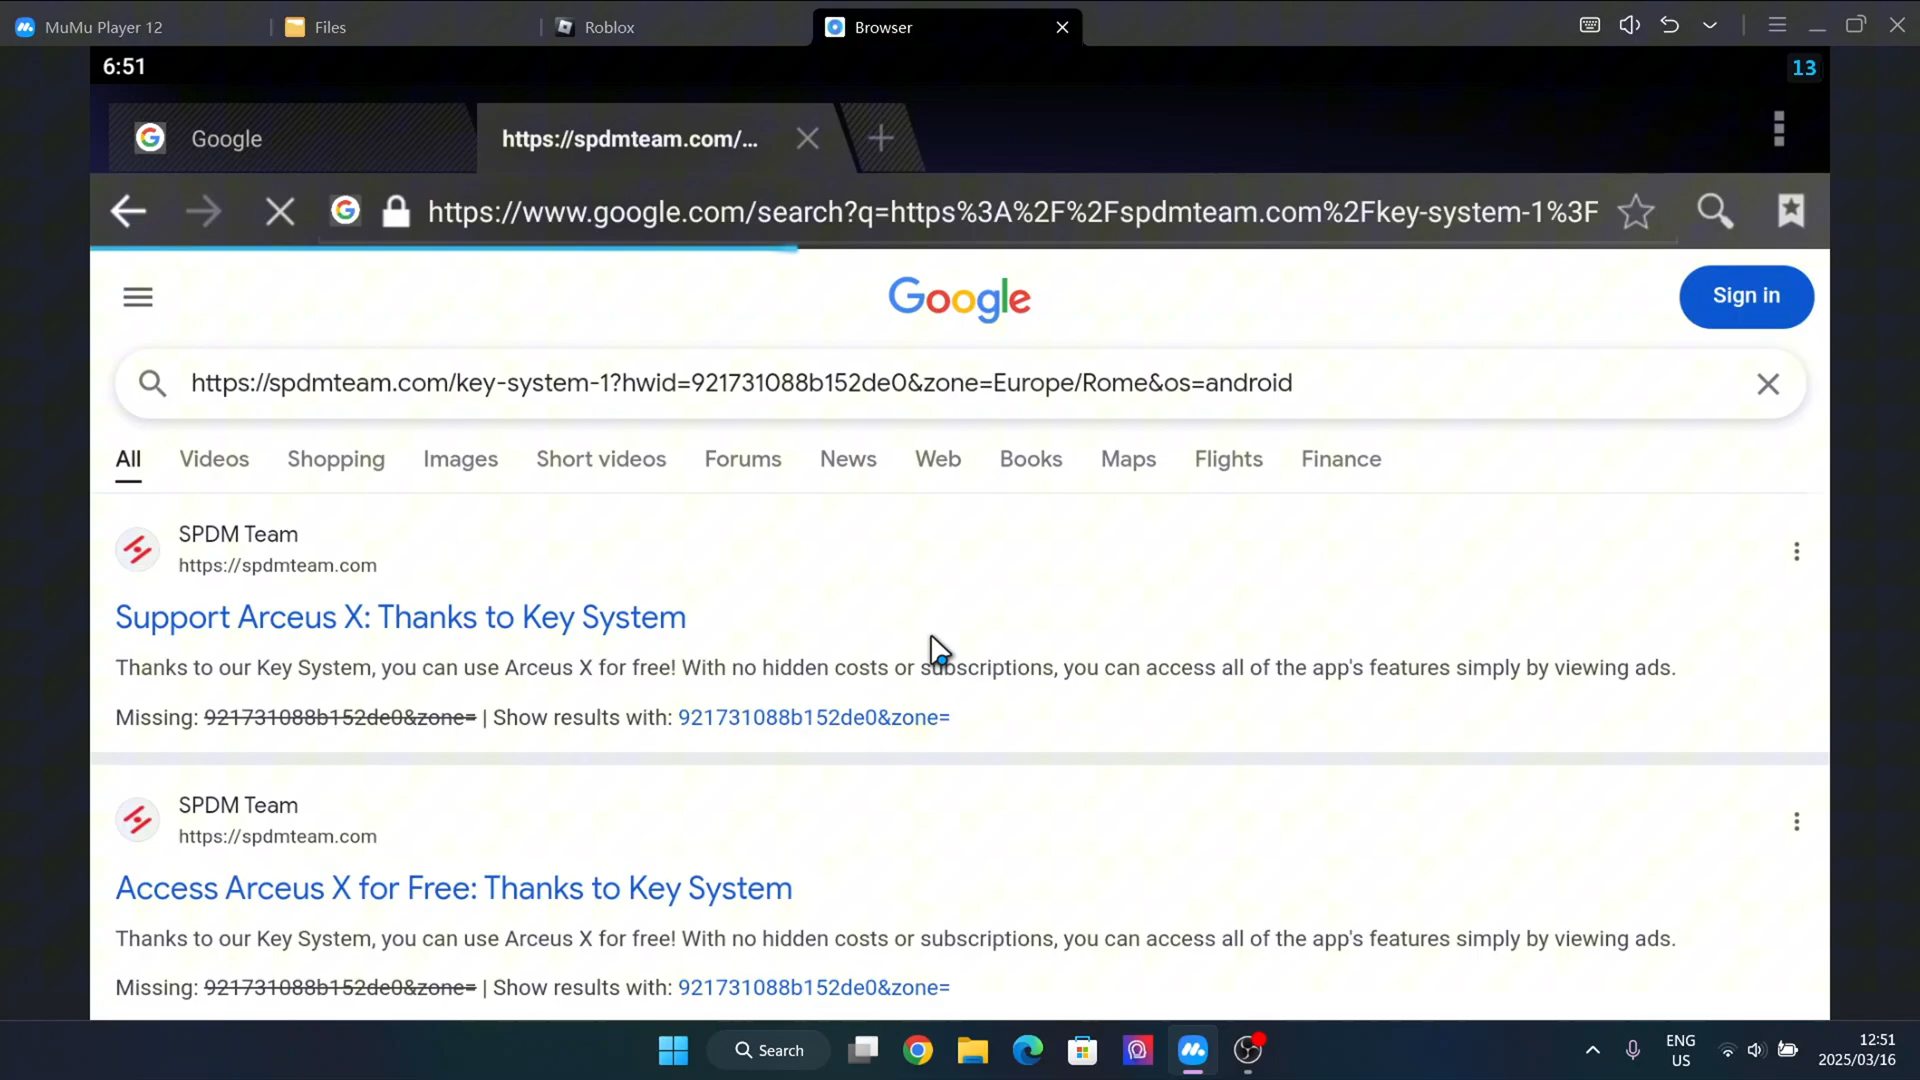 MuMu Player 12
Files
Roblox
Browser
6:51
13
Google
https://spdmteam.com/...
https://www.google.com/search?q=https%3A%2F%2Fspdmteam.com%2Fkey-system-1%3F
Google
Sign in
https://spdmteam.com/key-system-1?hwid=921731088b152de0&zone=Europe/Rome&os=android
All Videos Shopping Images Short videos Forums News Web Books Maps Flights Finance
SPDM Team
https://spdmteam.com
Support Arceus X: Thanks to Key System
Thanks to our Key System, you can use Arceus X for free! With no hidden costs or subscriptions, you can access all of the app's features simply by viewing ads.
Missing: 921731088b152de0&zone= | Show results with: 921731088b152de0&zone=
SPDM Team
https://spdmteam.com
Access Arceus X for Free: Thanks to Key System
Thanks to our Key System, you can use Arceus X for free! With no hidden costs or subscriptions, you can access all of the app's features simply by viewing ads.
Missing: 921731088b152de0&zone= | Show results with: 921731088b152de0&zone=
Search
ENG
US
12:51
2025/03/16